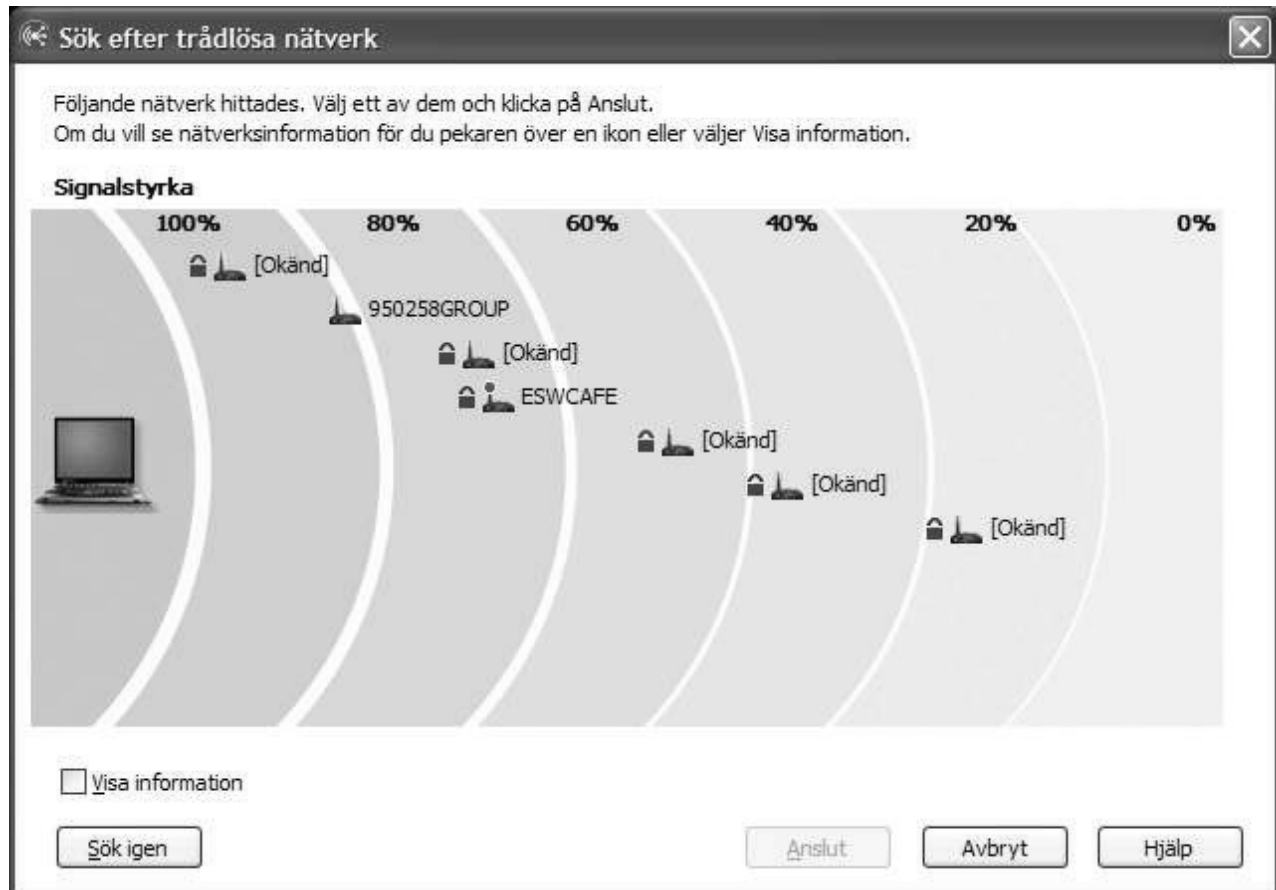 Sök efter trådlösa nätverk
Följande nätverk hittades. Välj ett av dem och klicka på Anslut.
Om du vill se nätverksinformation för du pekaren över en ikon eller väljer Visa information.
Signalstyrka
100% 80% 60% 40% 20% 0%
[Okänd]
950258GROUP
[Okänd]
ESWCAFE
[Okänd]
[Okänd]
[Okänd]
Visa information
Sök igen Anslut Avbryt Hjälp